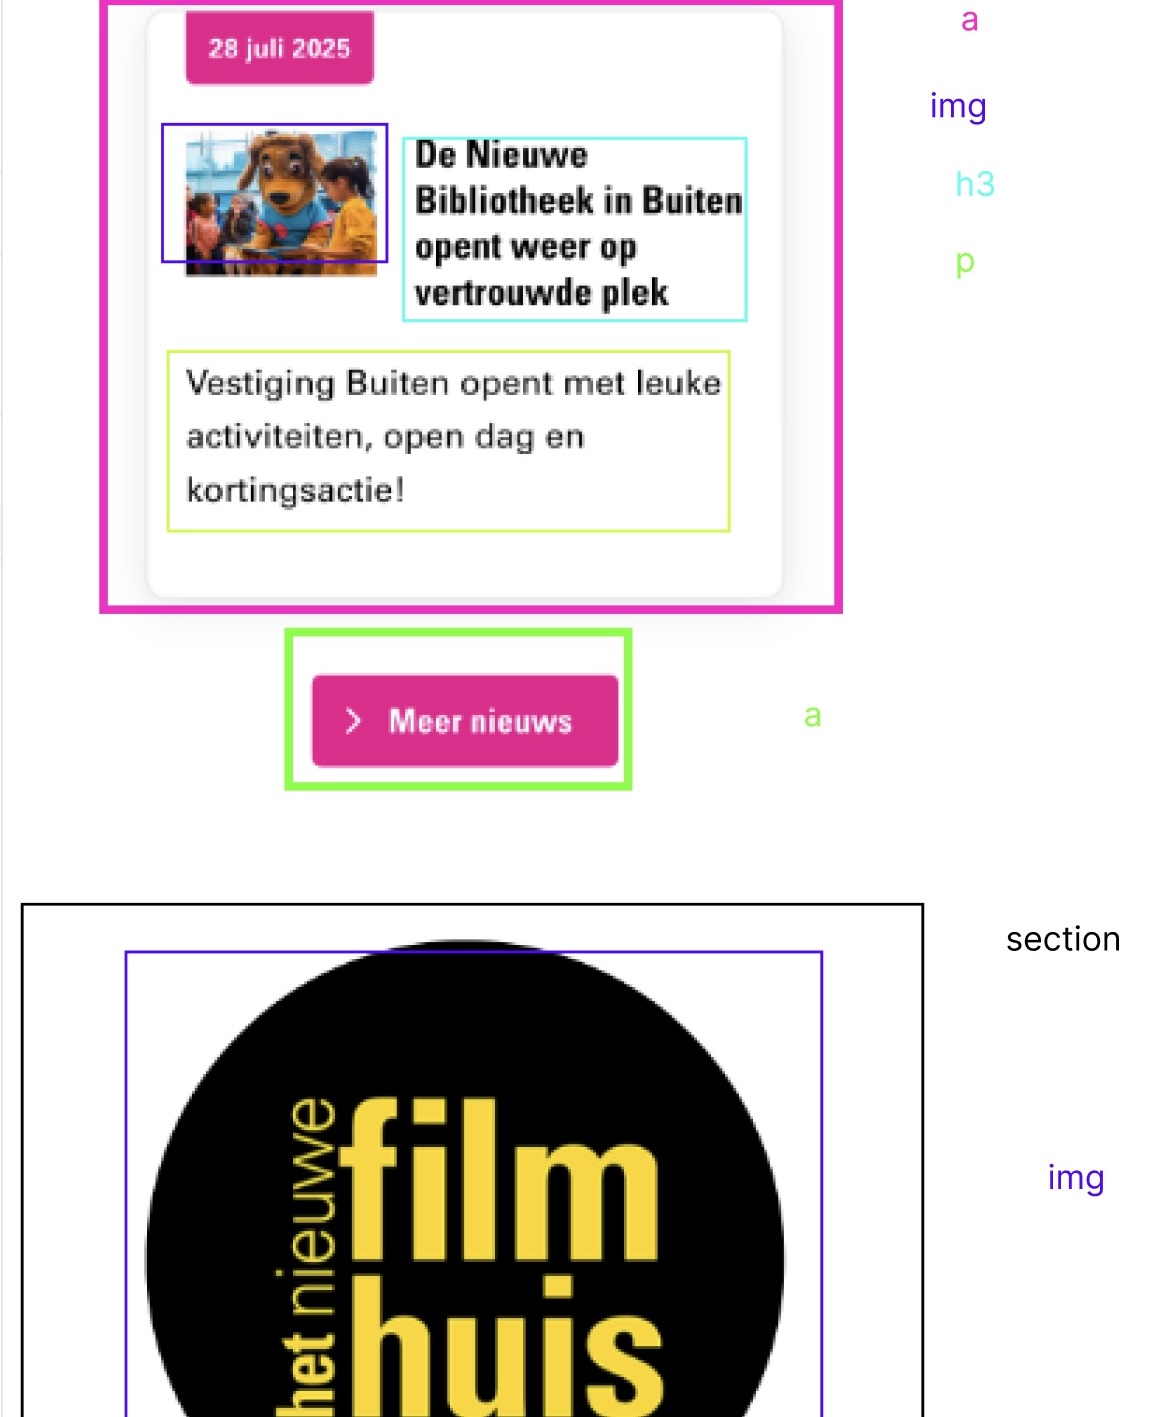 a
28 juli 2025
img
De Nieuwe
Bibliotheek in Buiten
opent weer op
vertrouwde plek
h3
p
Vestiging Buiten opent met leuke
activiteiten, open dag en
kortingsactie!
Meer nieuws
a
section
img
het nieuwe
film
huis